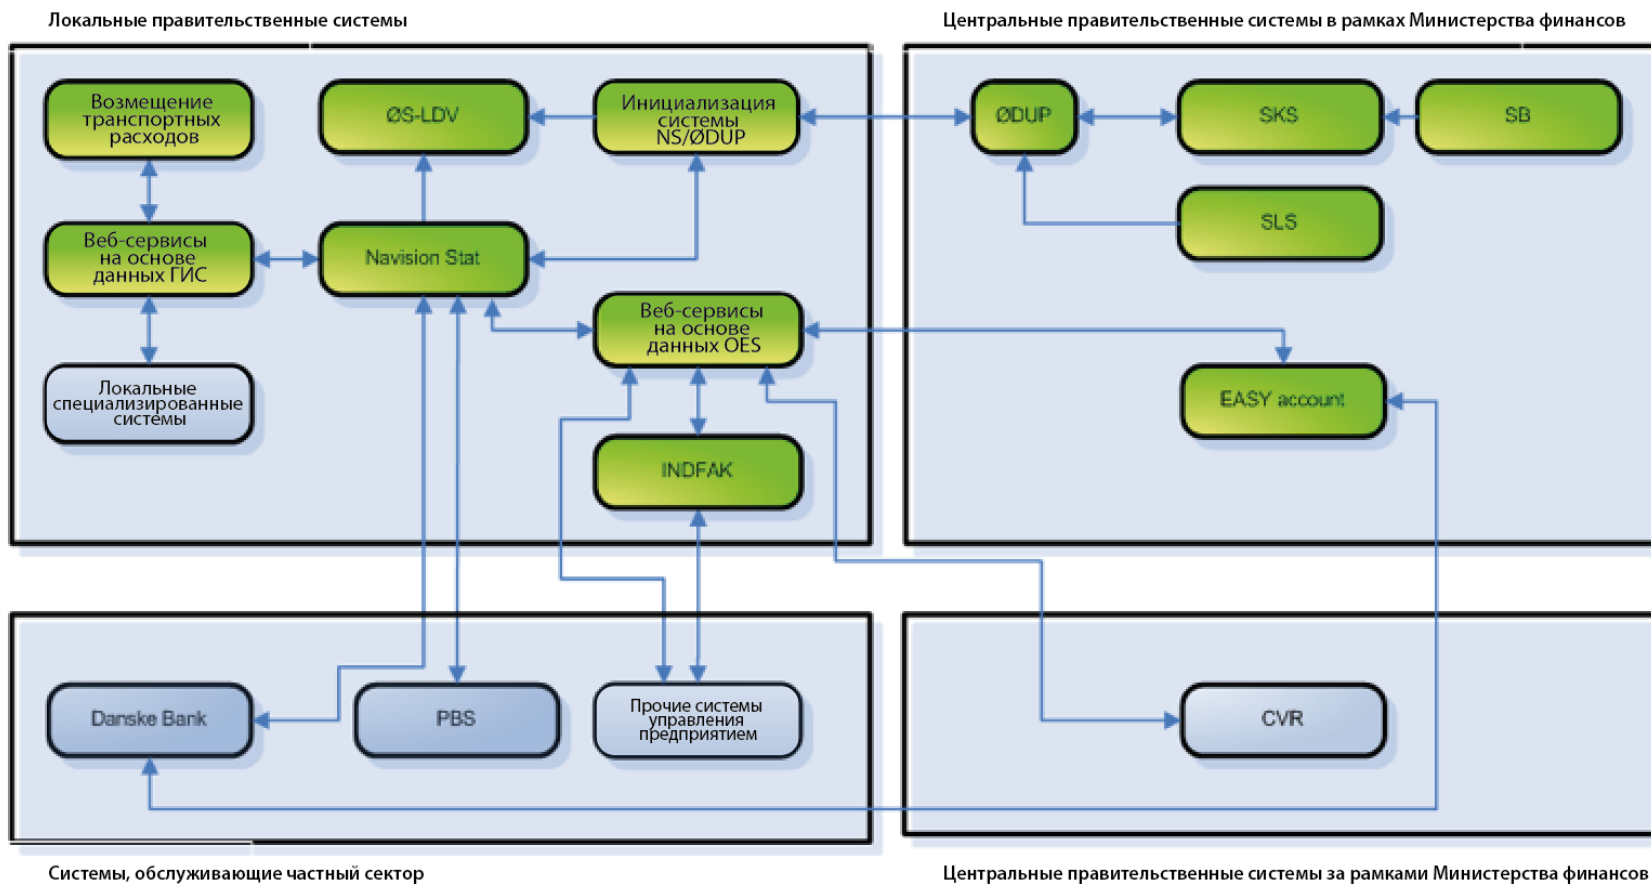 Локальные правительственные системы
Центральные правительственные системы в рамках Министерства финансов
Возмещение
транспортных
расходов
ØS-LDV
Инициализация
системы
NS/ØDUP
ØDUP
SKS
SB
SLS
Веб-сервисы
на основе
данных ГИС
Navision Stat
Веб-сервисы
на основе
данных OES
Локальные
специализированные
системы
EASY account
INDFAK
Danske Bank
PBS
Прочие системы
управления
предприятием
CVR
Системы, обслуживающие частный сектор
Центральные правительственные системы за рамками Министерства финансов